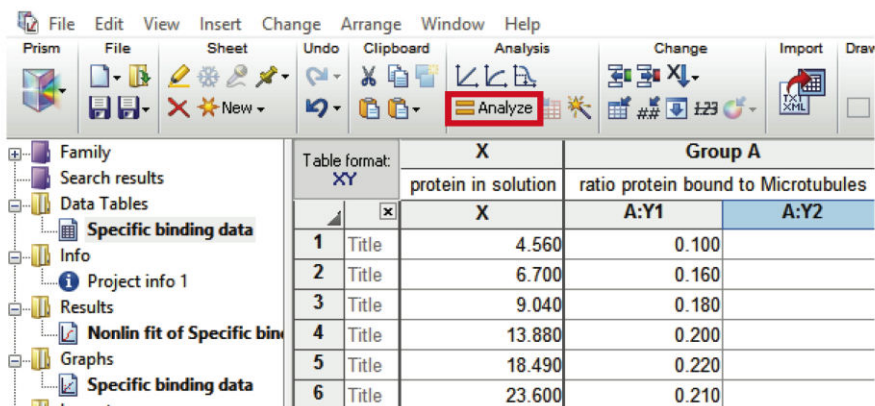 File Edit View Insert Change Arrange Window Help
Prism File Sheet Undo Clipboard Analysis Change Import Draw
New
Analyze
123
TXT
XML
Family
Search results
Data Tables
Specific binding data
Info
Project info 1
Results
Nonlin fit of Specific bin
Graphs
Specific binding data
Table format:
XY
X Group A
protein in solution ratio protein bound to Microtubules
X A:Y1 A:Y2
1 Title 4.560 0.100
2 Title 6.700 0.160
3 Title 9.040 0.180
4 Title 13.880 0.200
5 Title 18.490 0.220
6 Title 23.600 0.210